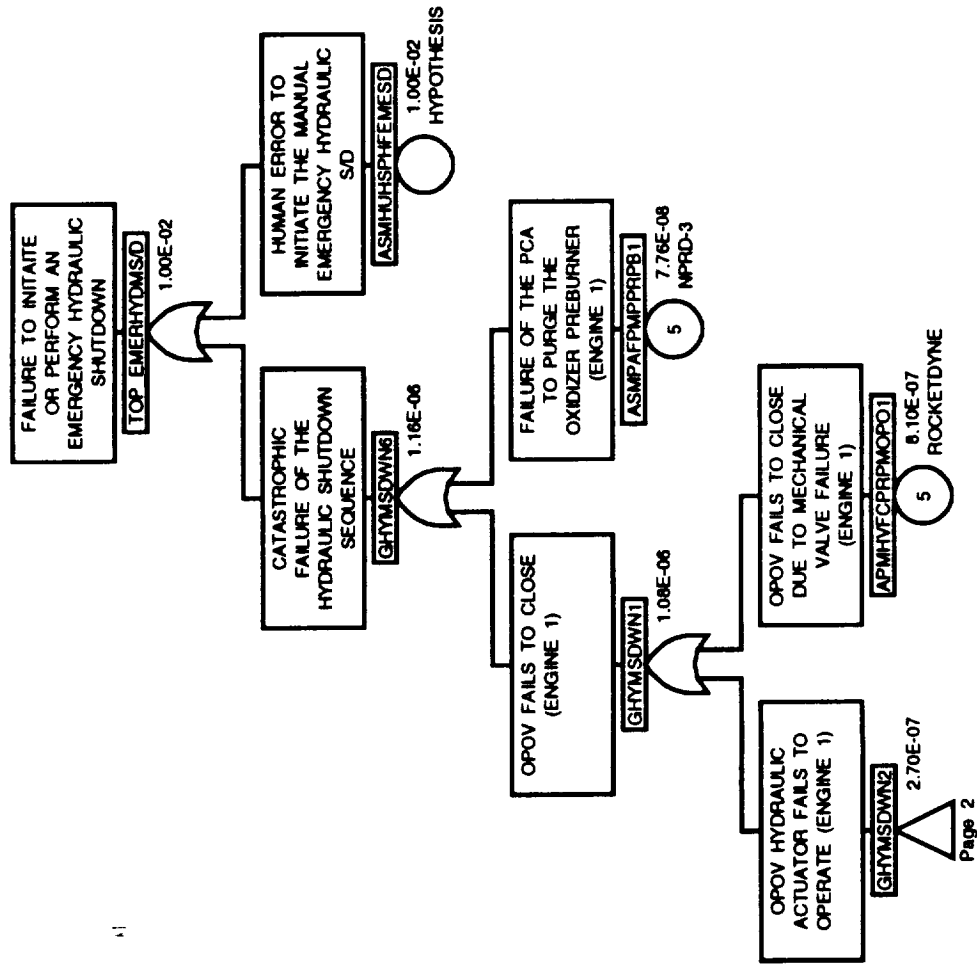 FAILURE TO INITAITE
OR PERFORM AN
EMERGENCY HYDRAULIC
SHUTDOWN
TOP EMERHYDMS/D
1.00E-02
CATASTROPHIC
FAILURE OF THE
HYDRAULIC SHUTDOWN
SEQUENCE
GHYMSDWN6
1.16E-06
HUMAN ERROR TO
INITIATE THE MANUAL
EMERGENCY HYDRAULIC
S/D
ASMHUHSPHFEMESD
1.00E-02
HYPOTHESIS
OPOV FAILS TO CLOSE
(ENGINE 1)
GHYMSDWN1
1.08E-06
FAILURE OF THE PCA
TO PURGE THE
OXIDIZER PREBURNER
(ENGINE 1)
ASMPAFPMPPRPB1
7.76E-08
NPRD-3
5
OPOV HYDRAULIC
ACTUATOR FAILS TO
OPERATE (ENGINE 1)
GHYMSDWN2
2.70E-07
Page 2
OPOV FAILS TO CLOSE
DUE TO MECHANICAL
VALVE FAILURE
(ENGINE 1)
APMHVFCPRPMOPO1
8.10E-07
ROCKETDYNE
5